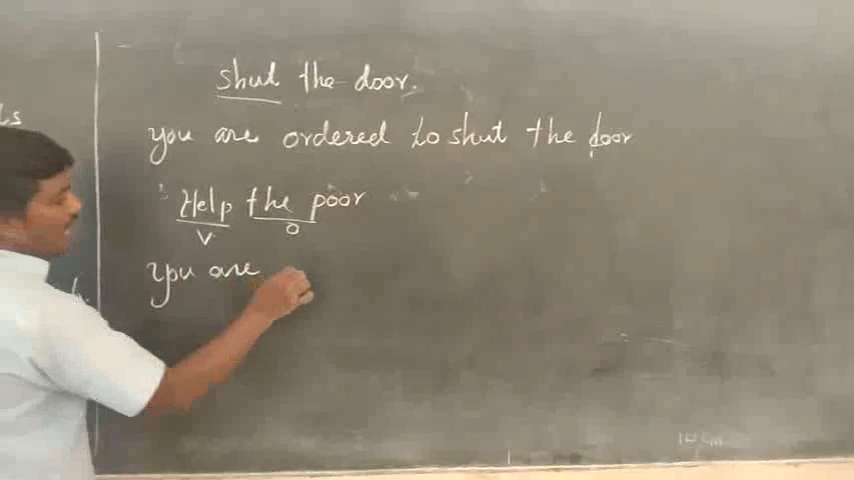 shut the door.
you are ordered to shut the door
Help the poor
V O
you are